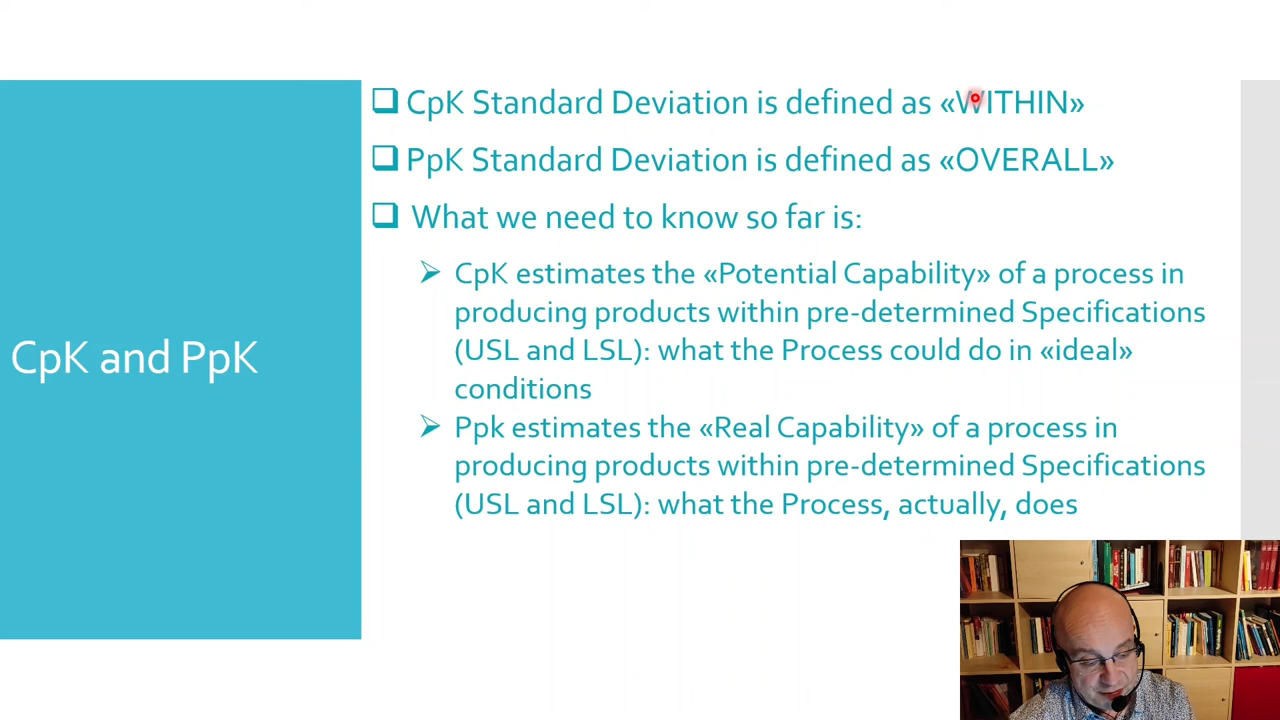 CpK and PpK
CpK Standard Deviation is defined as «WITHIN»
PpK Standard Deviation is defined as «OVERALL»
What we need to know so far is:
CpK estimates the «Potential Capability» of a process in
producing products within pre-determined Specifications
(USL and LSL): what the Process could do in «ideal»
conditions
Ppk estimates the «Real Capability» of a process in
producing products within pre-determined Specifications
(USL and LSL): what the Process, actually, does